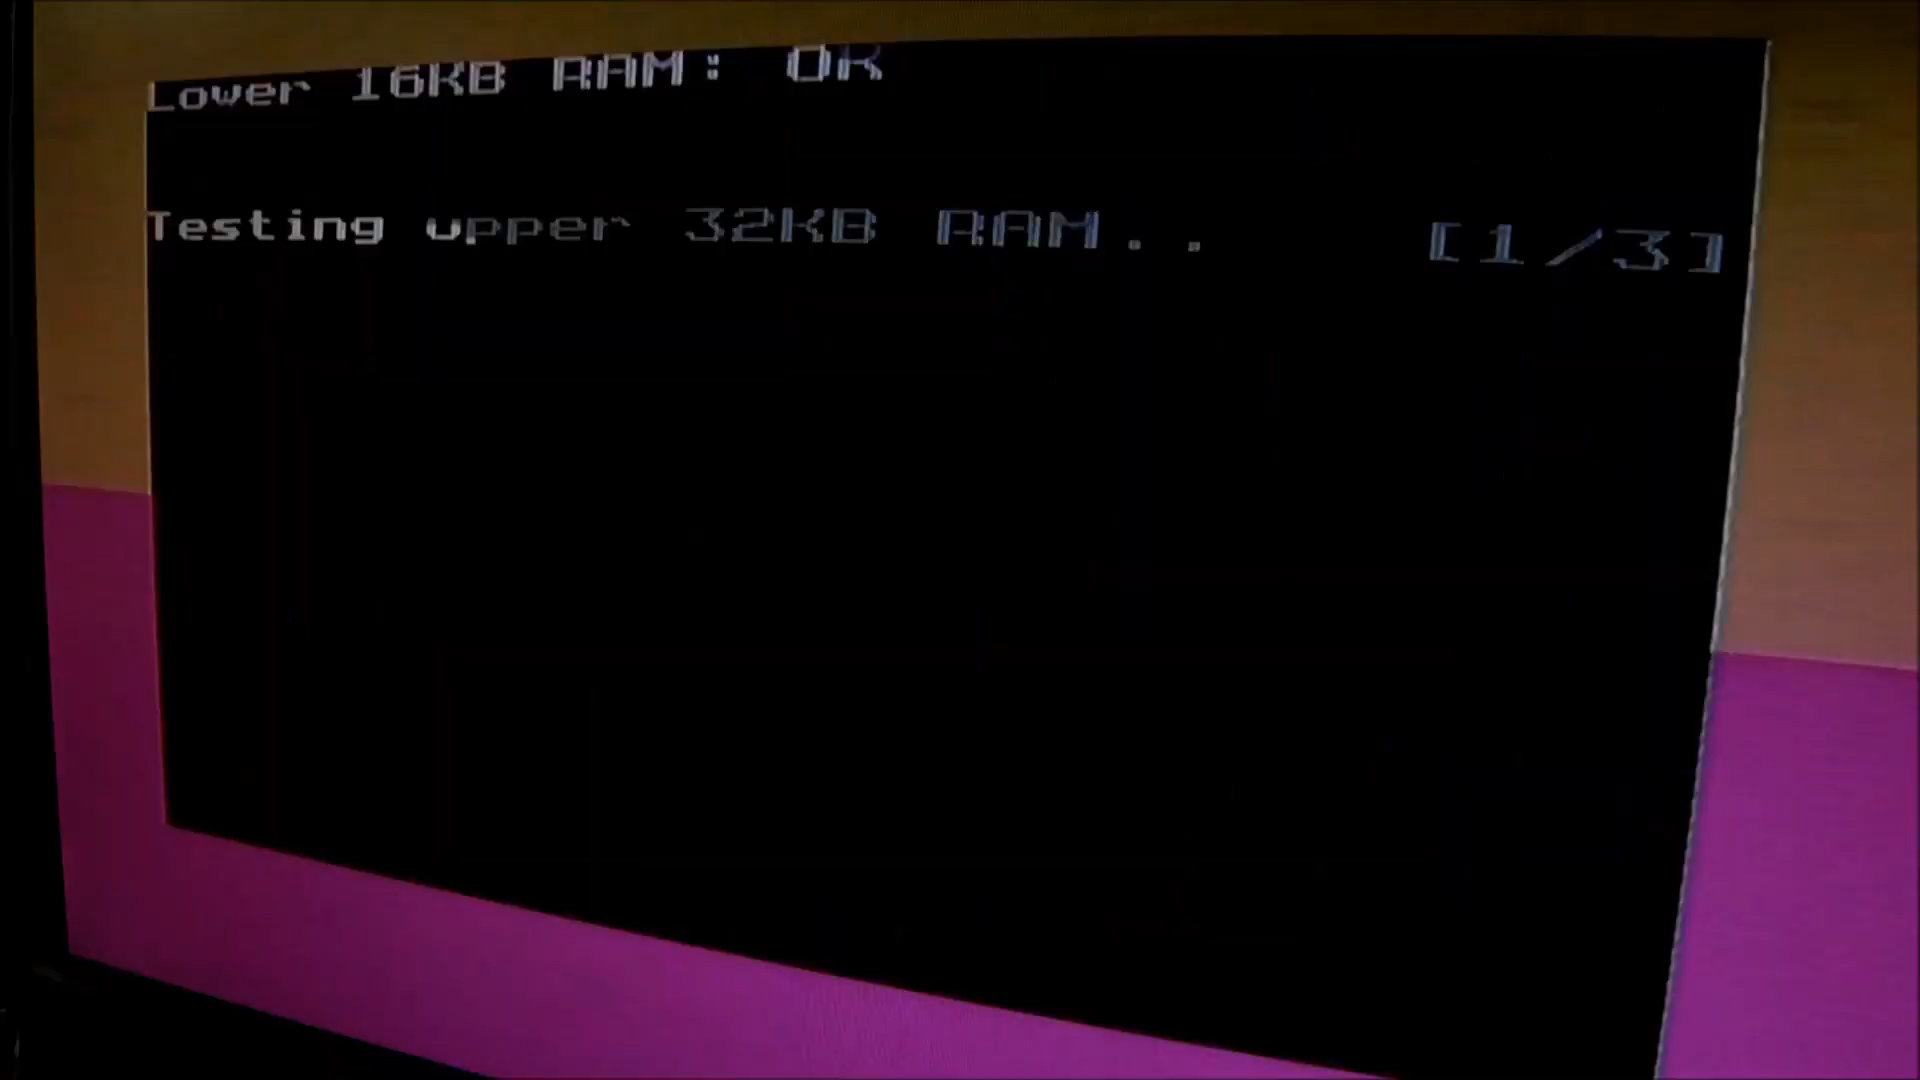 Lower 16KB RAM: OK
Testing upper 32KB RAM.. [1/3]